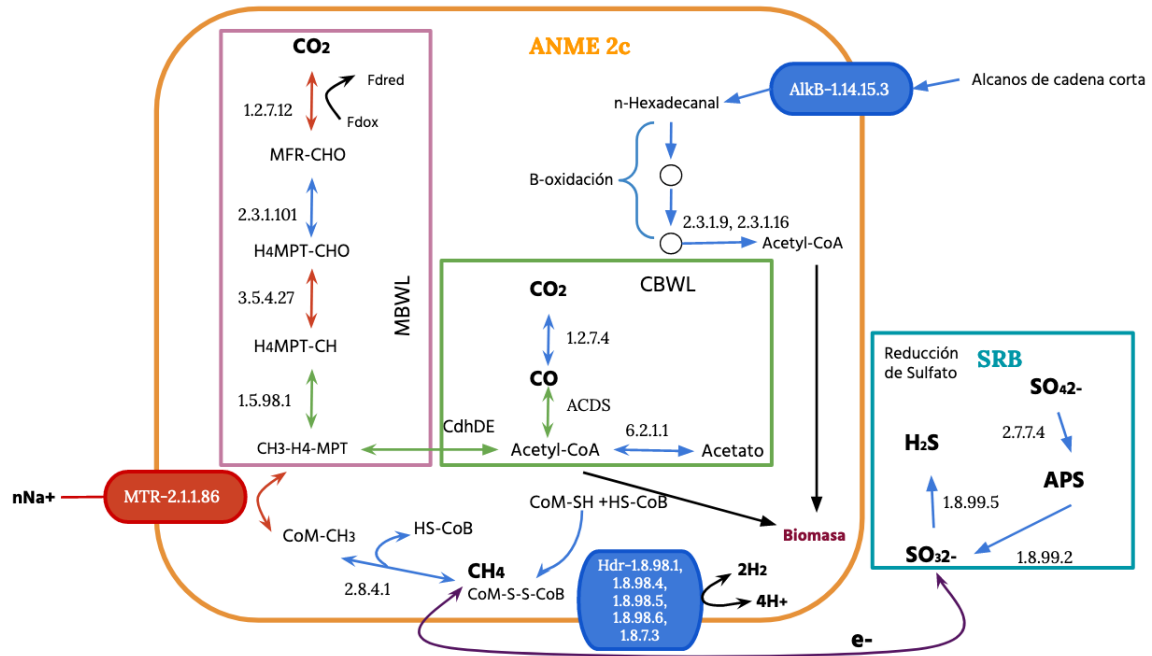 ANME 2c
CO₂
Fdred
1.2.7.12
Fdox
MFR-CHO
2.3.1.101
H4MPT-CHO
3.5.4.27
H4MPT-CH
1.5.98.1
CH3-H4-MPT
MBWL
CdhDE
AlkB-1.14.15.3
Alcanos de cadena corta
n-Hexadecanal
B-oxidación
2.3.1.9, 2.3.1.16
Acetyl-CoA
CBWL
CO₂
1.2.7.4
CO
ACDS
Acetyl-CoA
6.2.1.1
Acetato
Reducción
de Sulfato
SRB
SO₄2-
2.7.7.4
H₂S
APS
1.8.99.5
SO₃2-
1.8.99.2
nNa+
MTR-2.1.1.86
CoM-CH₃
HS-CoB
2.8.4.1
CoM-SH +HS-CoB
CH₄
CoM-S-S-CoB
Biomasa
Hdr-1.8.98.1,
1.8.98.4,
1.8.98.5,
1.8.98.6,
1.8.7.3
2H₂
4H+
e-